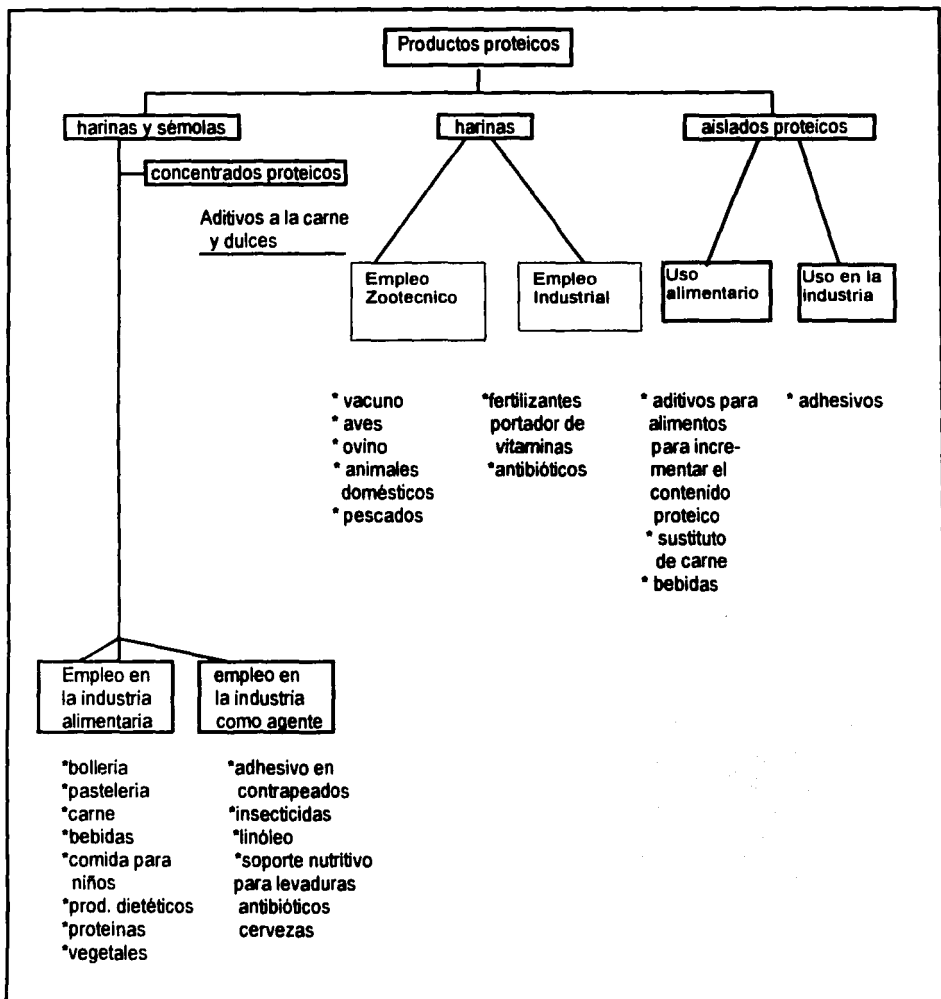 Productos proteicos
harinas y sémolas
harinas
aislados proteicos
concentrados proteicos
Aditivos a la carne
y dulces
Empleo
Zootecnico
Empleo
Industrial
Uso
alimentario
Uso en la
industria
* vacuno
* aves
* ovino
* animales
domésticos
* pescados
*fertilizantes
portador de
vitaminas
*antibióticos
* aditivos para
alimentos
para incre-
mentar el
contenido
proteico
* sustituto
de carne
* bebidas
* adhesivos
Empleo en
la industria
alimentaria
empleo en
la industria
como agente
*bolleria
*pasteleria
*carne
*bebidas
*comida para
niños
*prod. dietéticos
*proteinas
*vegetales
*adhesivo en
contrapeados
*insecticidas
*linóleo
*soporte nutritivo
para levaduras
antibióticos
cervezas